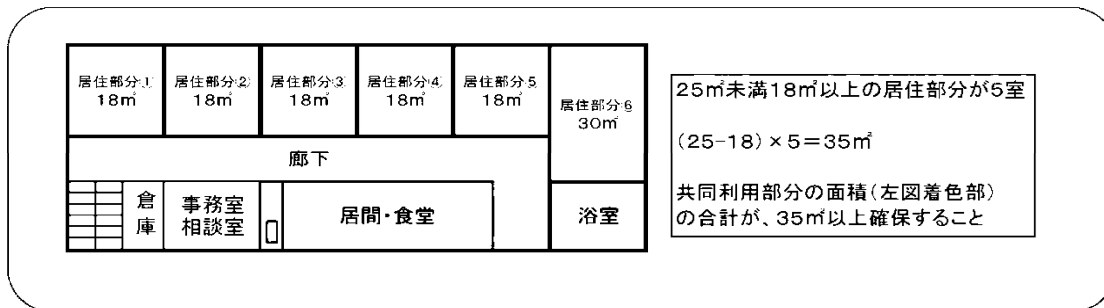 居住部分① 居住部分② 居住部分③ 居住部分④ 居住部分5
18㎡ 18㎡ 18㎡ 18㎡ 18㎡
居住部分6
30㎡
廊下
倉庫
事務室
相談室
居間・食堂
浴室
25㎡未満18㎡以上の居住部分が5室
(25-18)×5=35㎡
共同利用部分の面積(左図着色部)
の合計が、35㎡以上確保すること